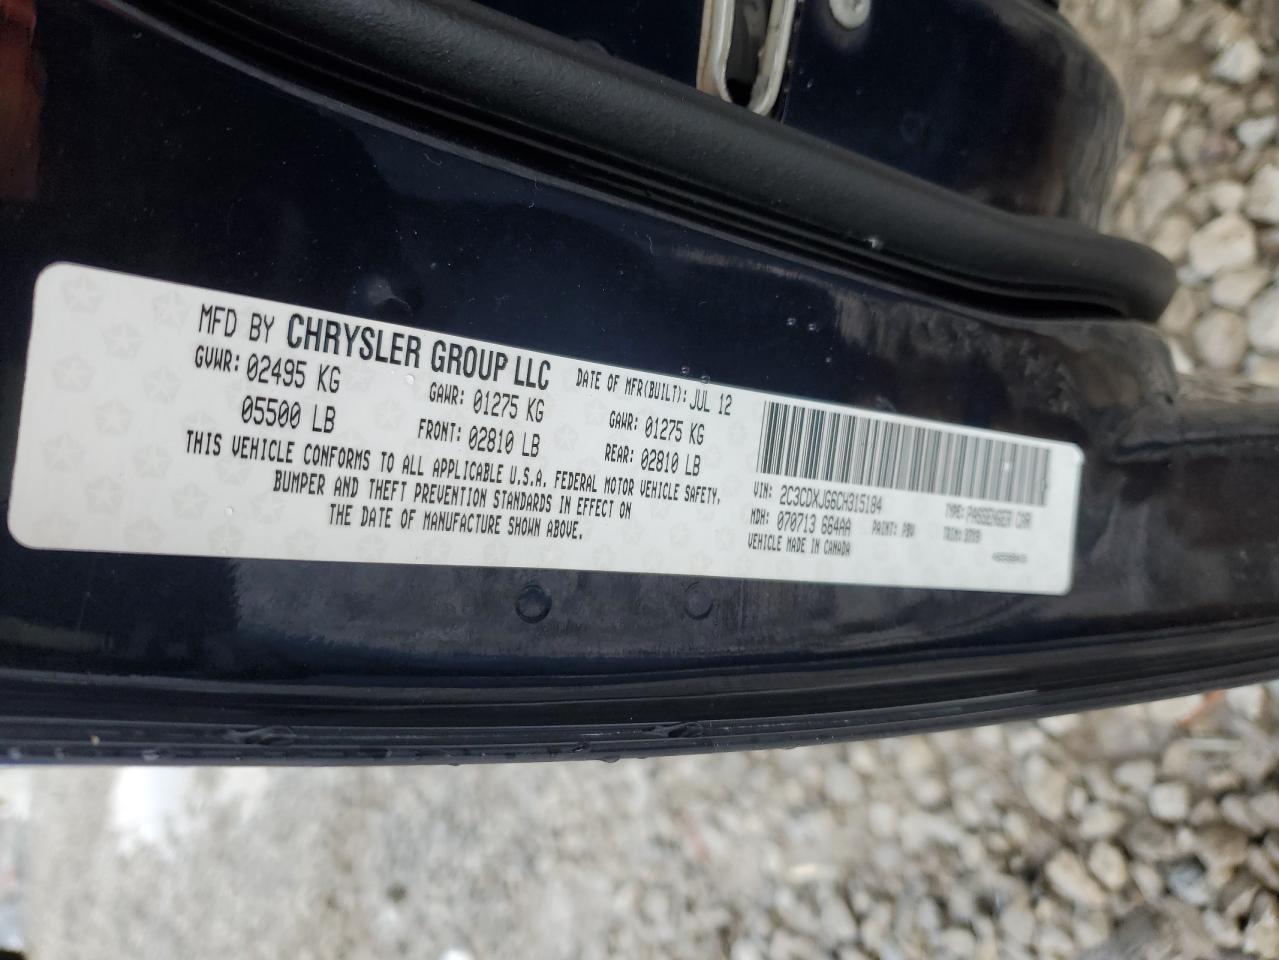 MFD BY CHRYSLER GROUP LLC
DATE OF MFR(BUILT): JUL 12
GVWR: 02495 KG
05500 LB
GAWR: 01275 KG
FRONT: 02810 LB
GAWR: 01275 KG
REAR: 02810 LB
THIS VEHICLE CONFORMS TO ALL APPLICABLE U.S.A. FEDERAL MOTOR VEHICLE SAFETY,
BUMPER AND THEFT PREVENTION STANDARDS IN EFFECT ON
THE DATE OF MANUFACTURE SHOWN ABOVE.
VIN: 2C3CDXJG6CH315184
TYPE: PASSENGER CAR
MDH: 070713 664AA
PAINT: PBV
TRIM:
VEHICLE MADE IN CANADA